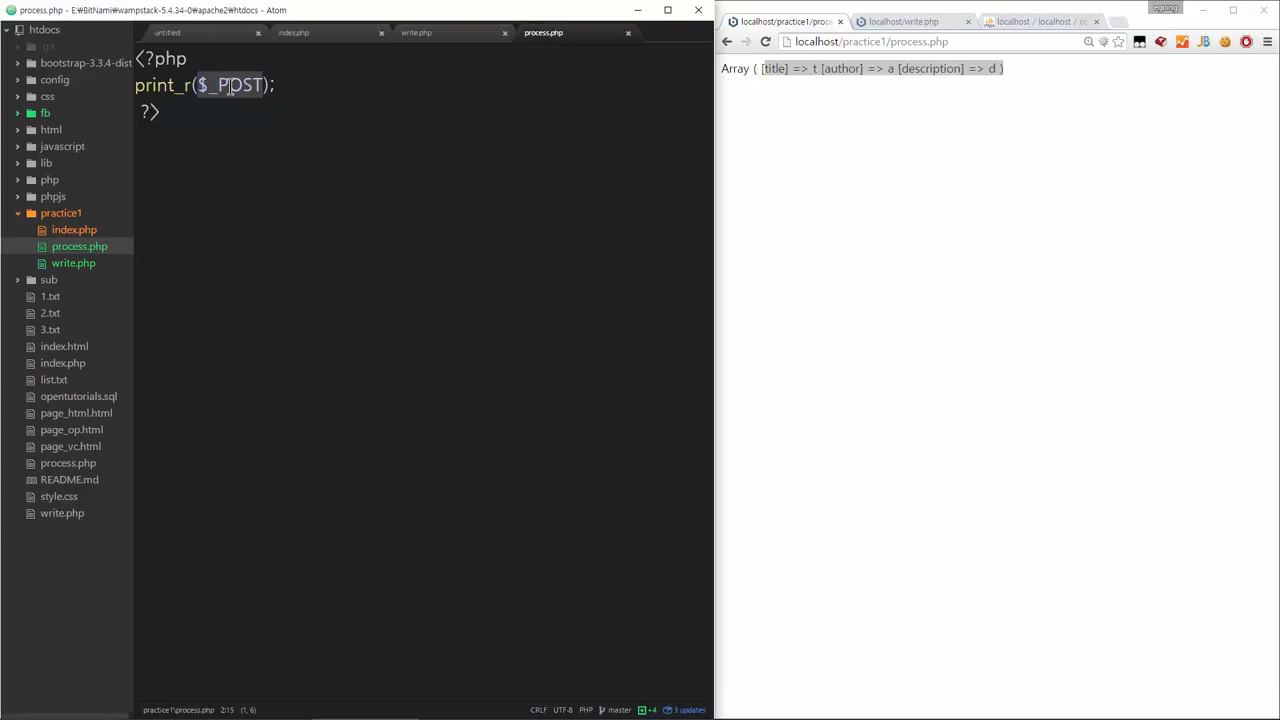 process.php - E:₩BitNami₩wampstack-5.4.34-0₩apache2₩htdocs - Atom
htdocs
.git
bootstrap-3.3.4-dist
config
css
fb
html
javascript
lib
php
phpjs
practice1
index.php
process.php
write.php
sub
1.txt
2.txt
3.txt
index.html
index.php
list.txt
opentutorials.sql
page_html.html
page_op.html
page_vc.html
process.php
README.md
style.css
write.php
untitled
index.php
write.php
process.php
<?php
print_r($_POST);
?>
practice1\process.php 2:15 (1, 6)
CRLF UTF-8 PHP master +4 3 updates
egoing
localhost/practice1/proce
localhost/write.php
localhost / localhost / op
localhost/practice1/process.php
Array ( [title] => t [author] => a [description] => d )